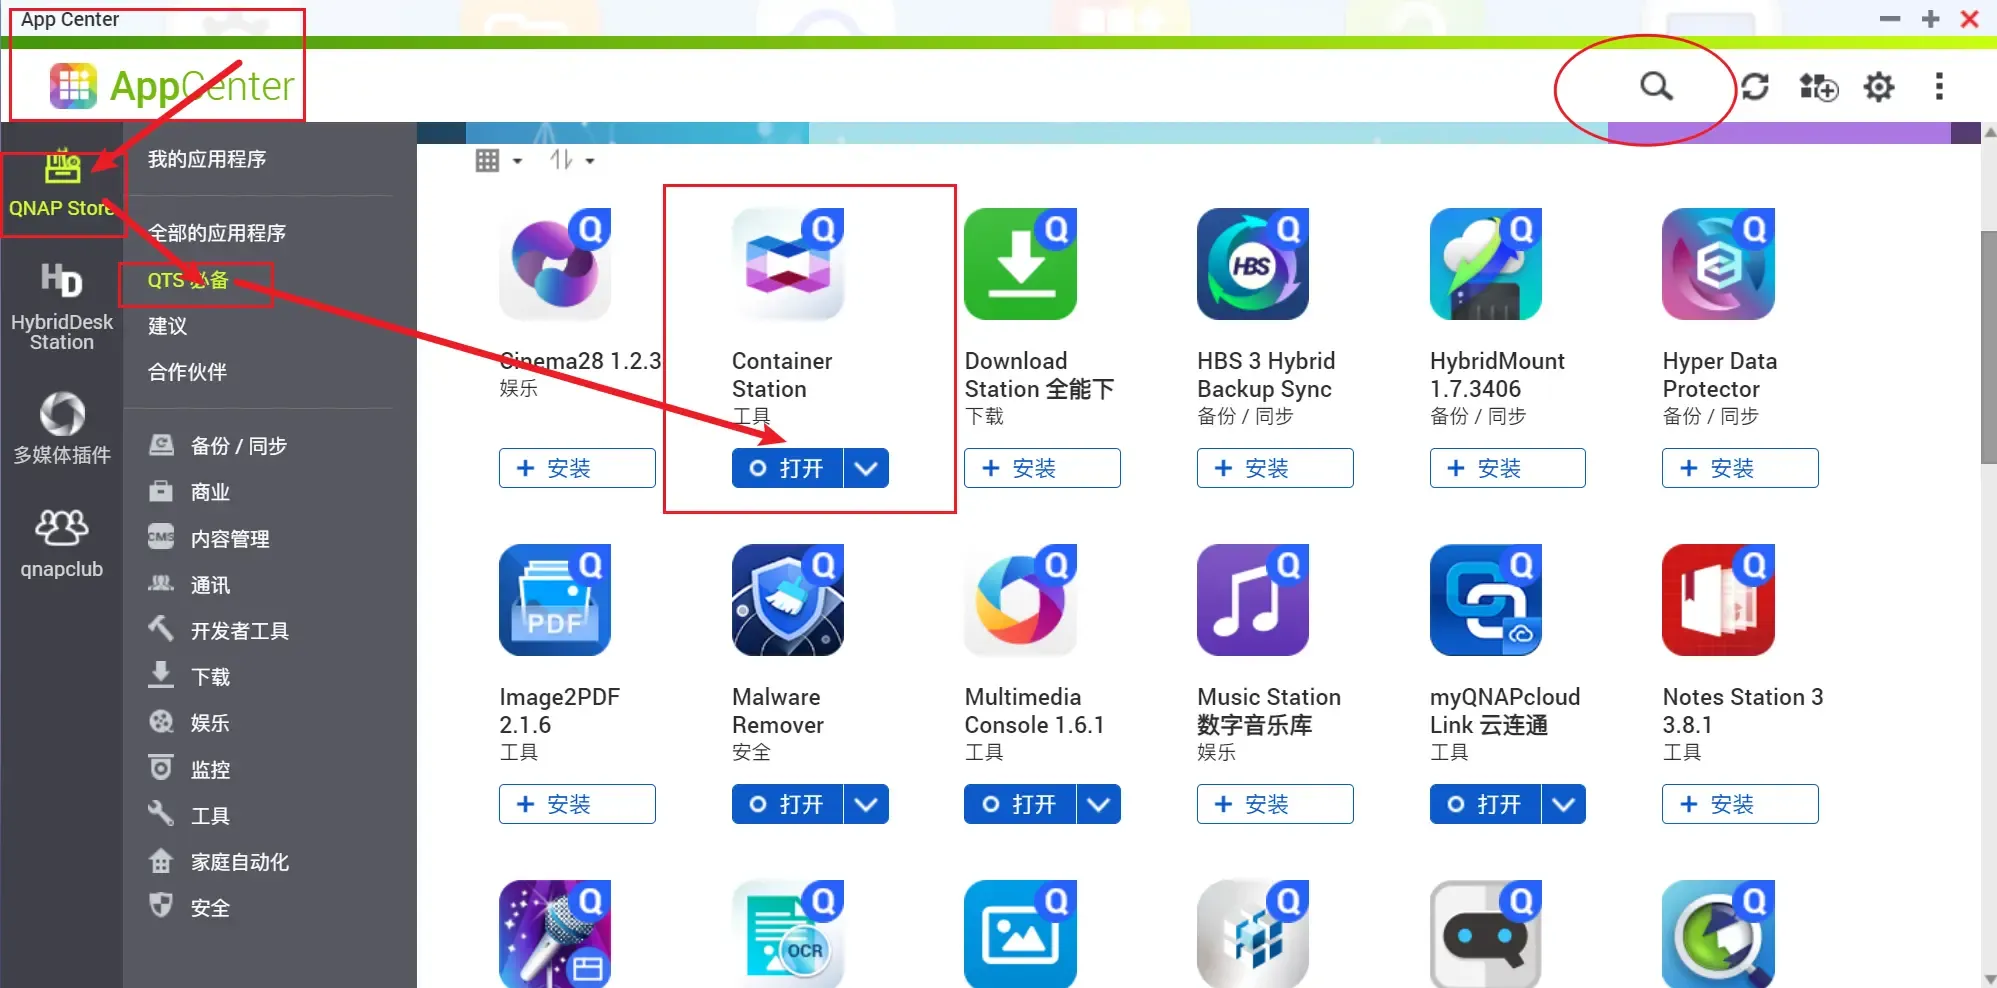 App Center
AppCenter
QNAP Store
HD
HybridDesk
Station
多媒体插件
qnapclub
我的应用程序
全部的应用程序
QTS 必备
建议
合作伙伴
备份 / 同步
商业
CMS
内容管理
通讯
开发者工具
下载
娱乐
监控
工具
家庭自动化
安全
Q
Q
Q
HBS
Q
Q
Q
Cinema28 1.2.3
娱乐
+ 安装
Container
Station
工具
打开
Download
Station 全能下
下载
+ 安装
HBS 3 Hybrid
Backup Sync
备份 / 同步
+ 安装
HybridMount
1.7.3406
备份 / 同步
+ 安装
Hyper Data
Protector
备份 / 同步
+ 安装
Q
PDF
Q
Q
Q
Q
Q
Image2PDF
2.1.6
工具
+ 安装
Malware
Remover
安全
打开
Multimedia
Console 1.6.1
工具
打开
Music Station
数字音乐库
娱乐
+ 安装
myQNAPcloud
Link 云连通
工具
打开
Notes Station 3
3.8.1
工具
+ 安装
Q
Q
OCR
Q
Q
Q
Q